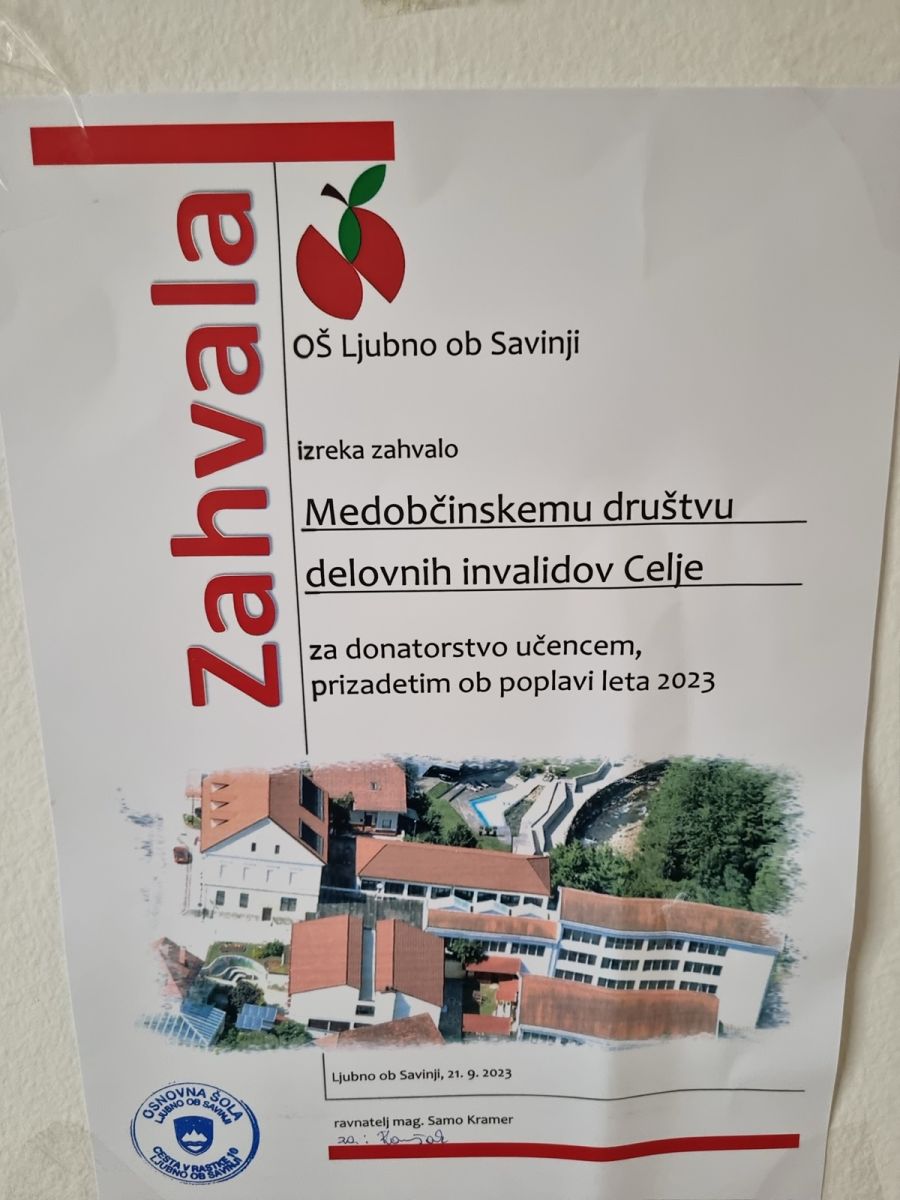 Zahvala
OŠ Ljubno ob Savinji
izreka zahvalo
Medobčinskemu društvu
delovnih invalidov Celje
za donatorstvo učencem,
prizadetim ob poplavi leta 2023
Ljubno ob Savinji, 21. 9. 2023
ravnatelj mag. Samo Kramer
za:
OSNOVNA ŠOLA
LJUBNO OB SAVINJI
CESTA V RASTKE 10
LJUBNO OB SAVINJI